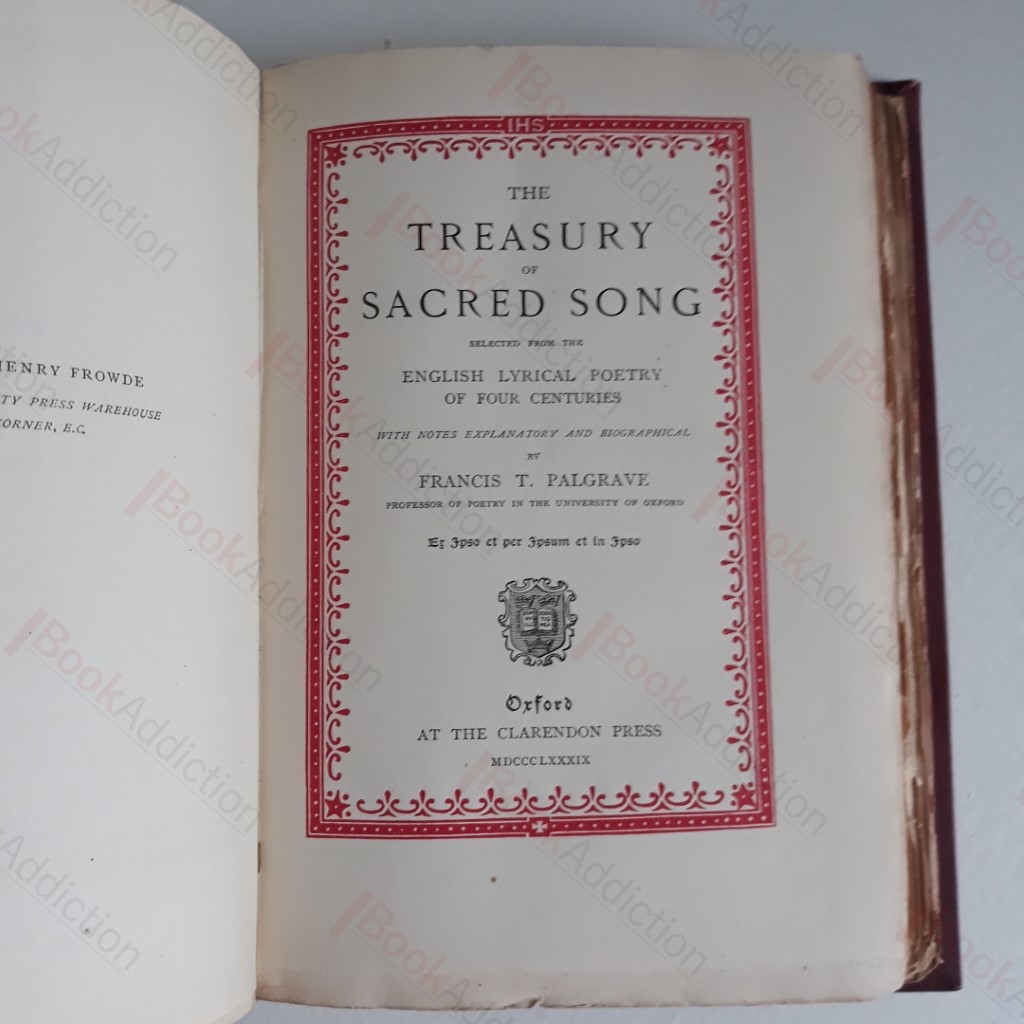 HENRY FROWDE
PRESS WAREHOUSE
CORNER, E.C.
IHS
THE
TREASURY
OF
SACRED SONG
SELECTED FROM THE
ENGLISH LYRICAL POETRY
OF FOUR CENTURIES
WITH NOTES EXPLANATORY AND BIOGRAPHICAL
BY
FRANCIS T. PALGRAVE
PROFESSOR OF POETRY IN THE UNIVERSITY OF OXFORD
Ex Ipso et per Ipsum et in Ipso
Oxford
AT THE CLARENDON PRESS
MDCCCLXXXIX
BookAddiction